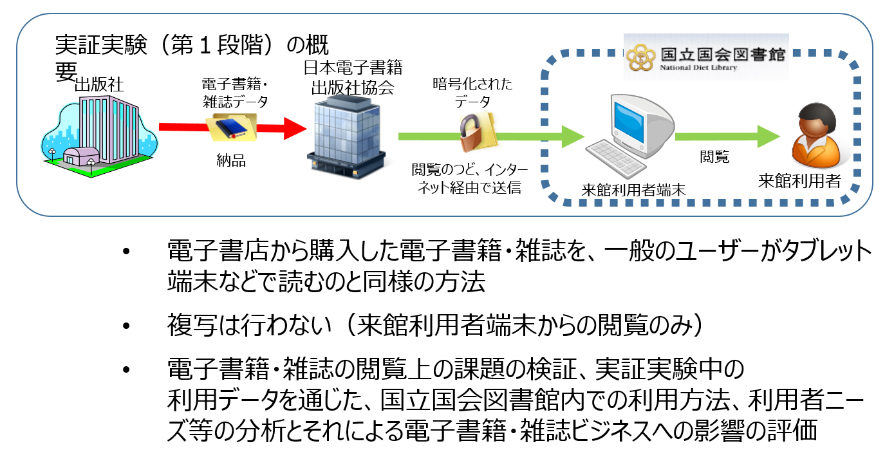 実証実験（第１段階）の概
要
出版社
電子書籍・
雑誌データ
納品
日本電子書籍
出版社協会
暗号化された
データ
閲覧のつど、インター
ネット経由で送信
国立国会図書館
National Diet Library
来館利用者端末
閲覧
来館利用者
• 電子書店から購入した電子書籍・雑誌を、一般のユーザーがタブレット
端末などで読むのと同様の方法
• 複写は行わない（来館利用者端末からの閲覧のみ）
• 電子書籍・雑誌の閲覧上の課題の検証、実証実験中の
利用データを通じた、国立国会図書館内での利用方法、利用者ニー
ズ等の分析とそれによる電子書籍・雑誌ビジネスへの影響の評価